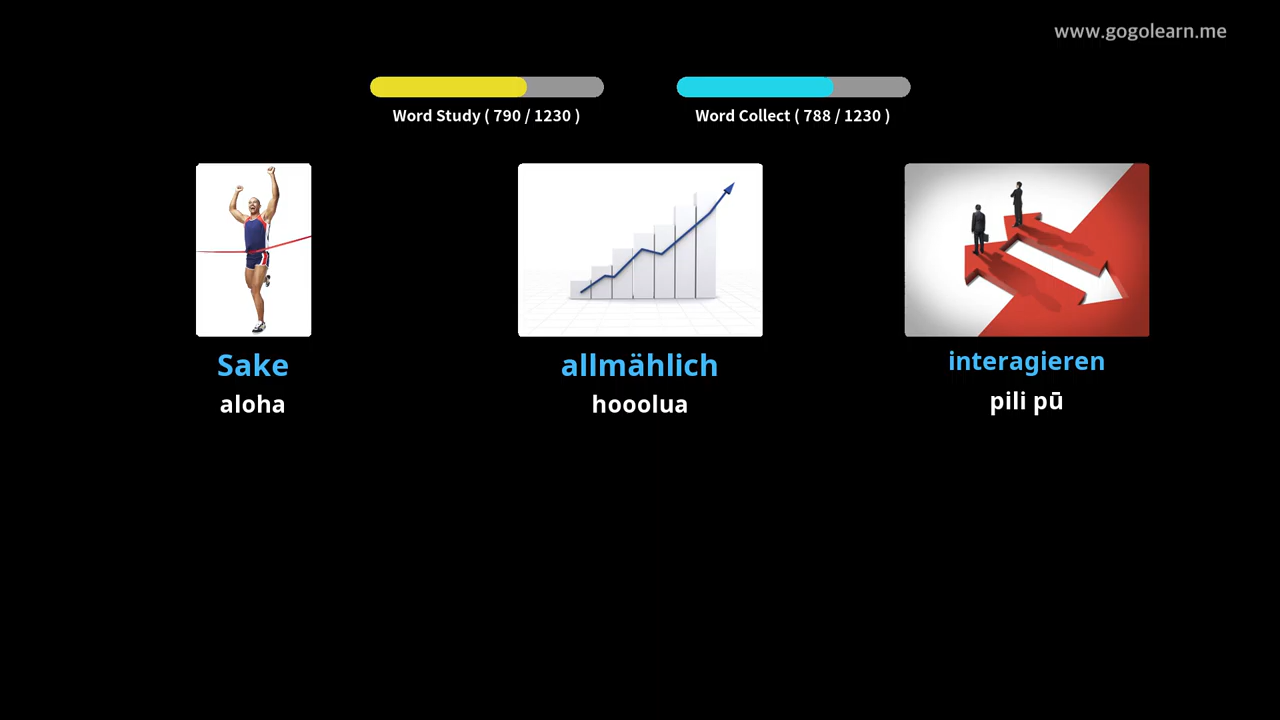 www.gogolearn.me
Word Study ( 790 / 1230 )
Word Collect ( 788 / 1230 )
Sake
aloha
allmählich
hooolua
interagieren
pili pū